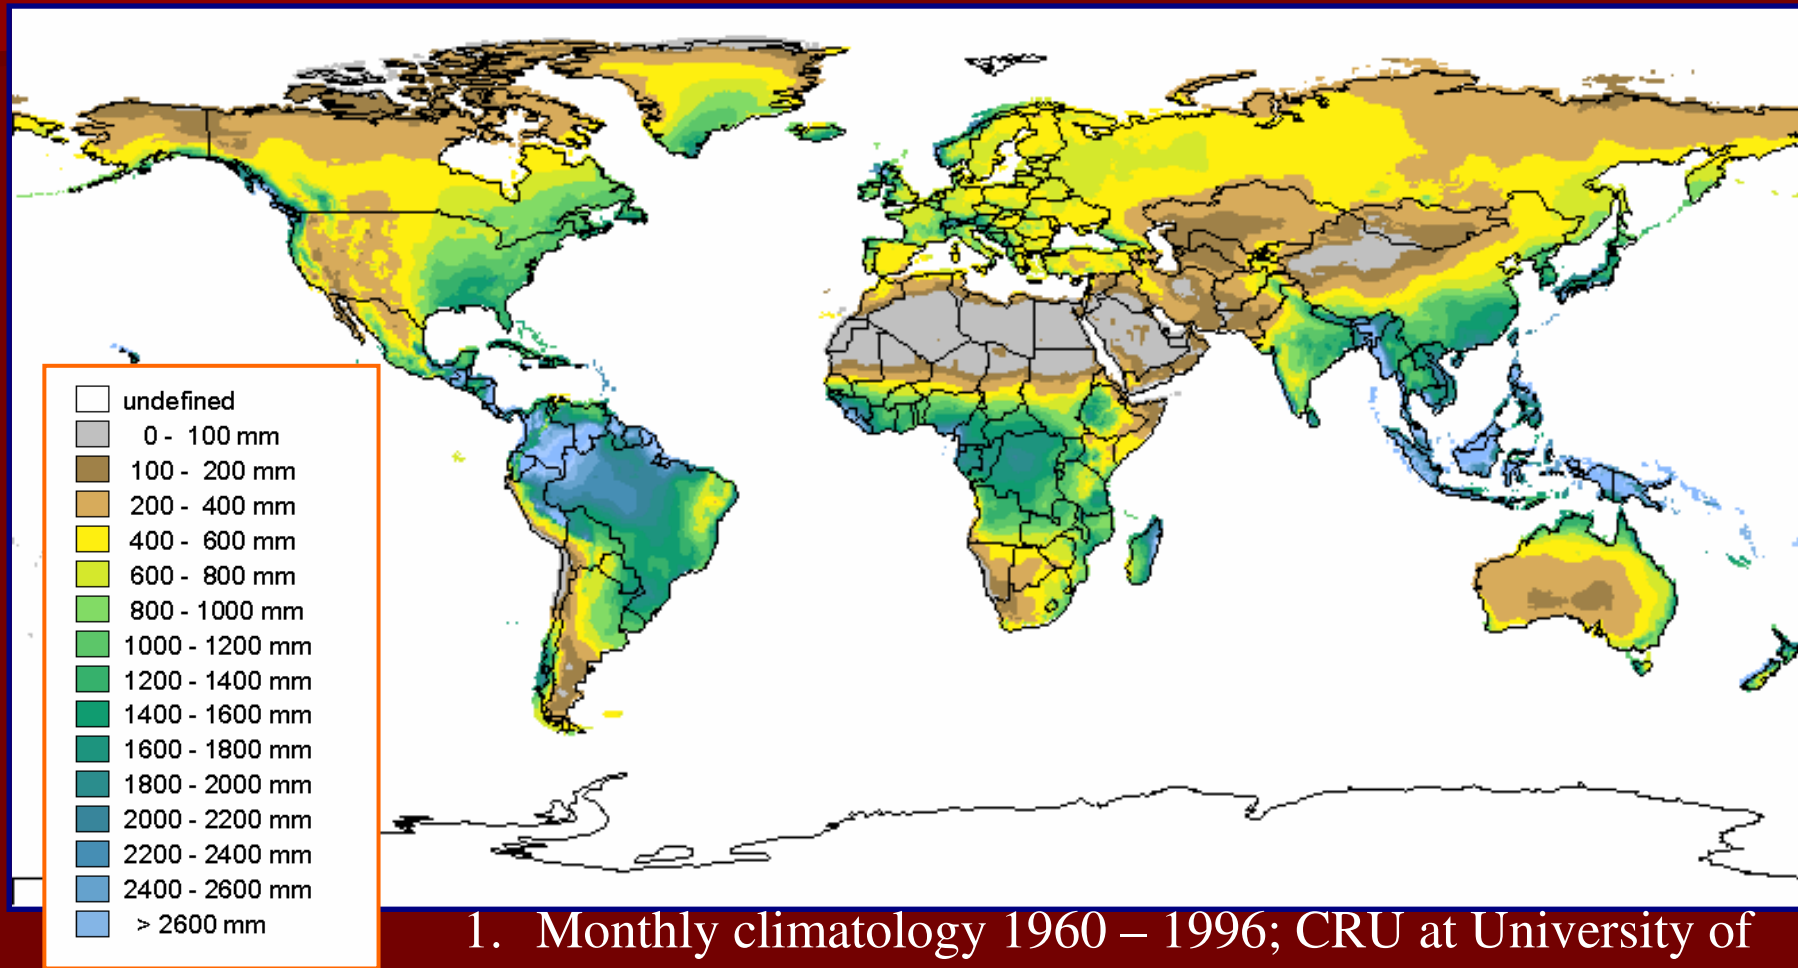 undefined
0 - 100 mm
100 - 200 mm
200 - 400 mm
400 - 600 mm
600 - 800 mm
800 - 1000 mm
1000 - 1200 mm
1200 - 1400 mm
1400 - 1600 mm
1600 - 1800 mm
1800 - 2000 mm
2000 - 2200 mm
2200 - 2400 mm
2400 - 2600 mm
> 2600 mm
1. Monthly climatology 1960 – 1996; CRU at University of